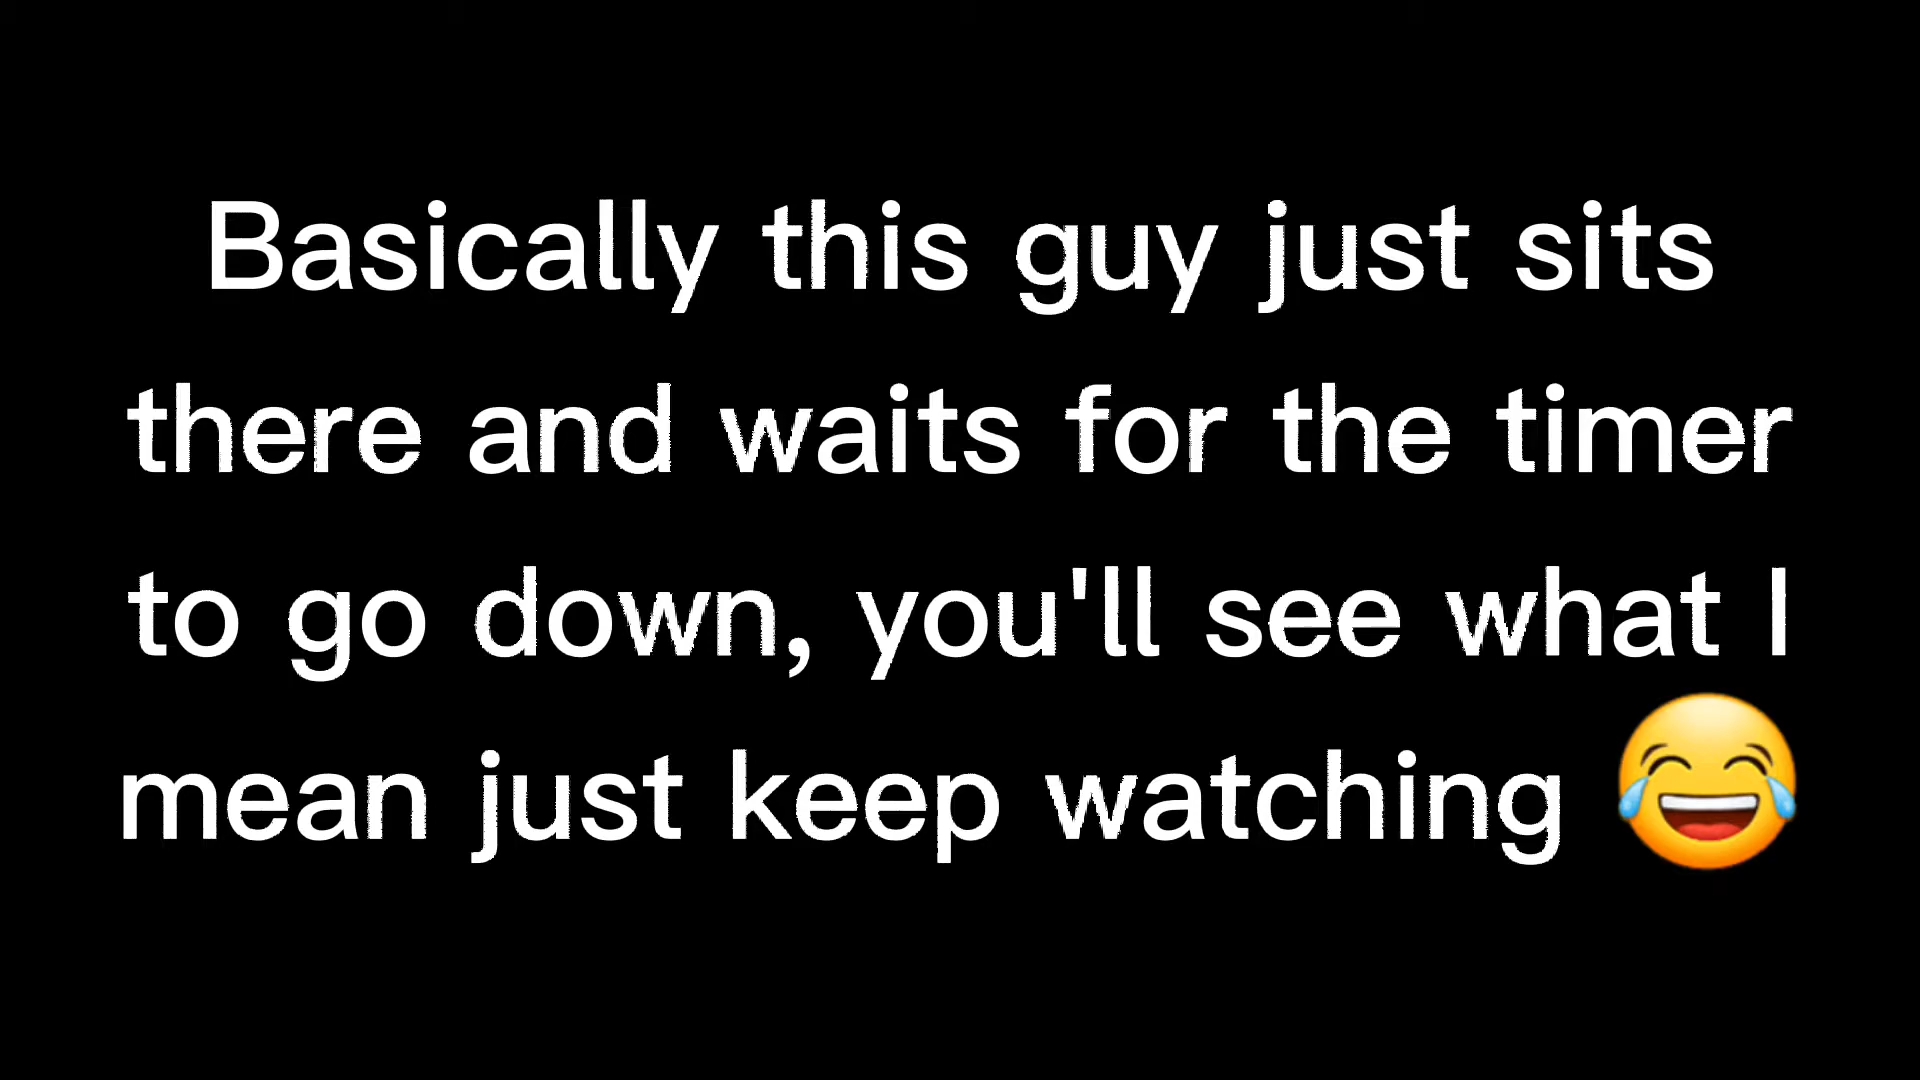 Basically this guy just sits
there and waits for the timer
to go down, you'll see what I
mean just keep watching 😂